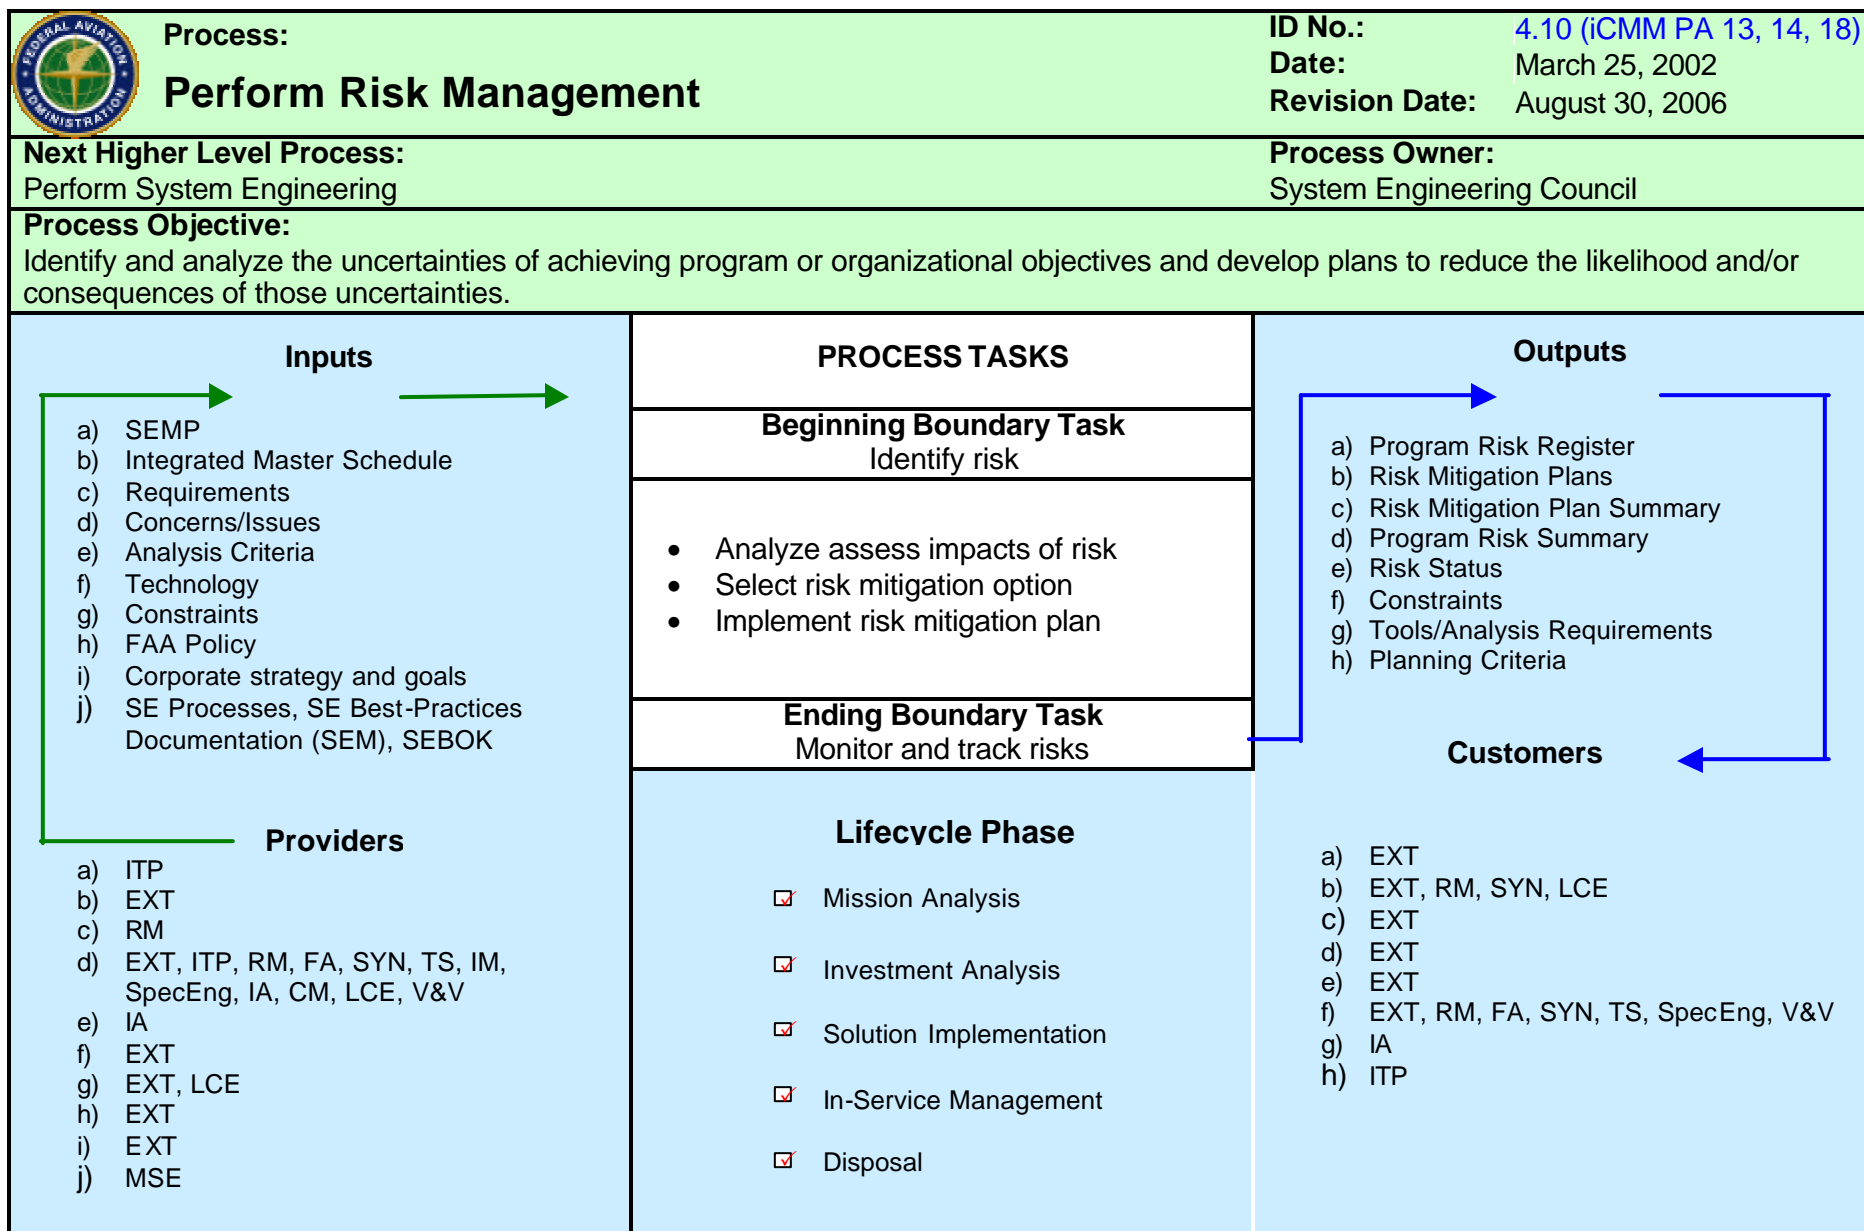 FEDERAL AVIATION
ADMINISTRATION
Process:
Perform Risk Management
ID No.: 4.10 (iCMM PA 13, 14, 18)
Date: March 25, 2002
Revision Date: August 30, 2006
Next Higher Level Process:
Perform System Engineering
Process Owner:
System Engineering Council
Process Objective:
Identify and analyze the uncertainties of achieving program or organizational objectives and develop plans to reduce the likelihood and/or
consequences of those uncertainties.
Inputs
a) SEMP
b) Integrated Master Schedule
c) Requirements
d) Concerns/Issues
e) Analysis Criteria
f) Technology
g) Constraints
h) FAA Policy
i) Corporate strategy and goals
j) SE Processes, SE Best-Practices
Documentation (SEM), SEBOK
Providers
a) ITP
b) EXT
c) RM
d) EXT, ITP, RM, FA, SYN, TS, IM,
SpecEng, IA, CM, LCE, V&V
e) IA
f) EXT
g) EXT, LCE
h) EXT
i) EXT
j) MSE
PROCESS TASKS
Beginning Boundary Task
Identify risk
• Analyze assess impacts of risk
• Select risk mitigation option
• Implement risk mitigation plan
Ending Boundary Task
Monitor and track risks
Lifecycle Phase
Mission Analysis
Investment Analysis
Solution Implementation
In-Service Management
Disposal
Outputs
a) Program Risk Register
b) Risk Mitigation Plans
c) Risk Mitigation Plan Summary
d) Program Risk Summary
e) Risk Status
f) Constraints
g) Tools/Analysis Requirements
h) Planning Criteria
Customers
a) EXT
b) EXT, RM, SYN, LCE
c) EXT
d) EXT
e) EXT
f) EXT, RM, FA, SYN, TS, SpecEng, V&V
g) IA
h) ITP